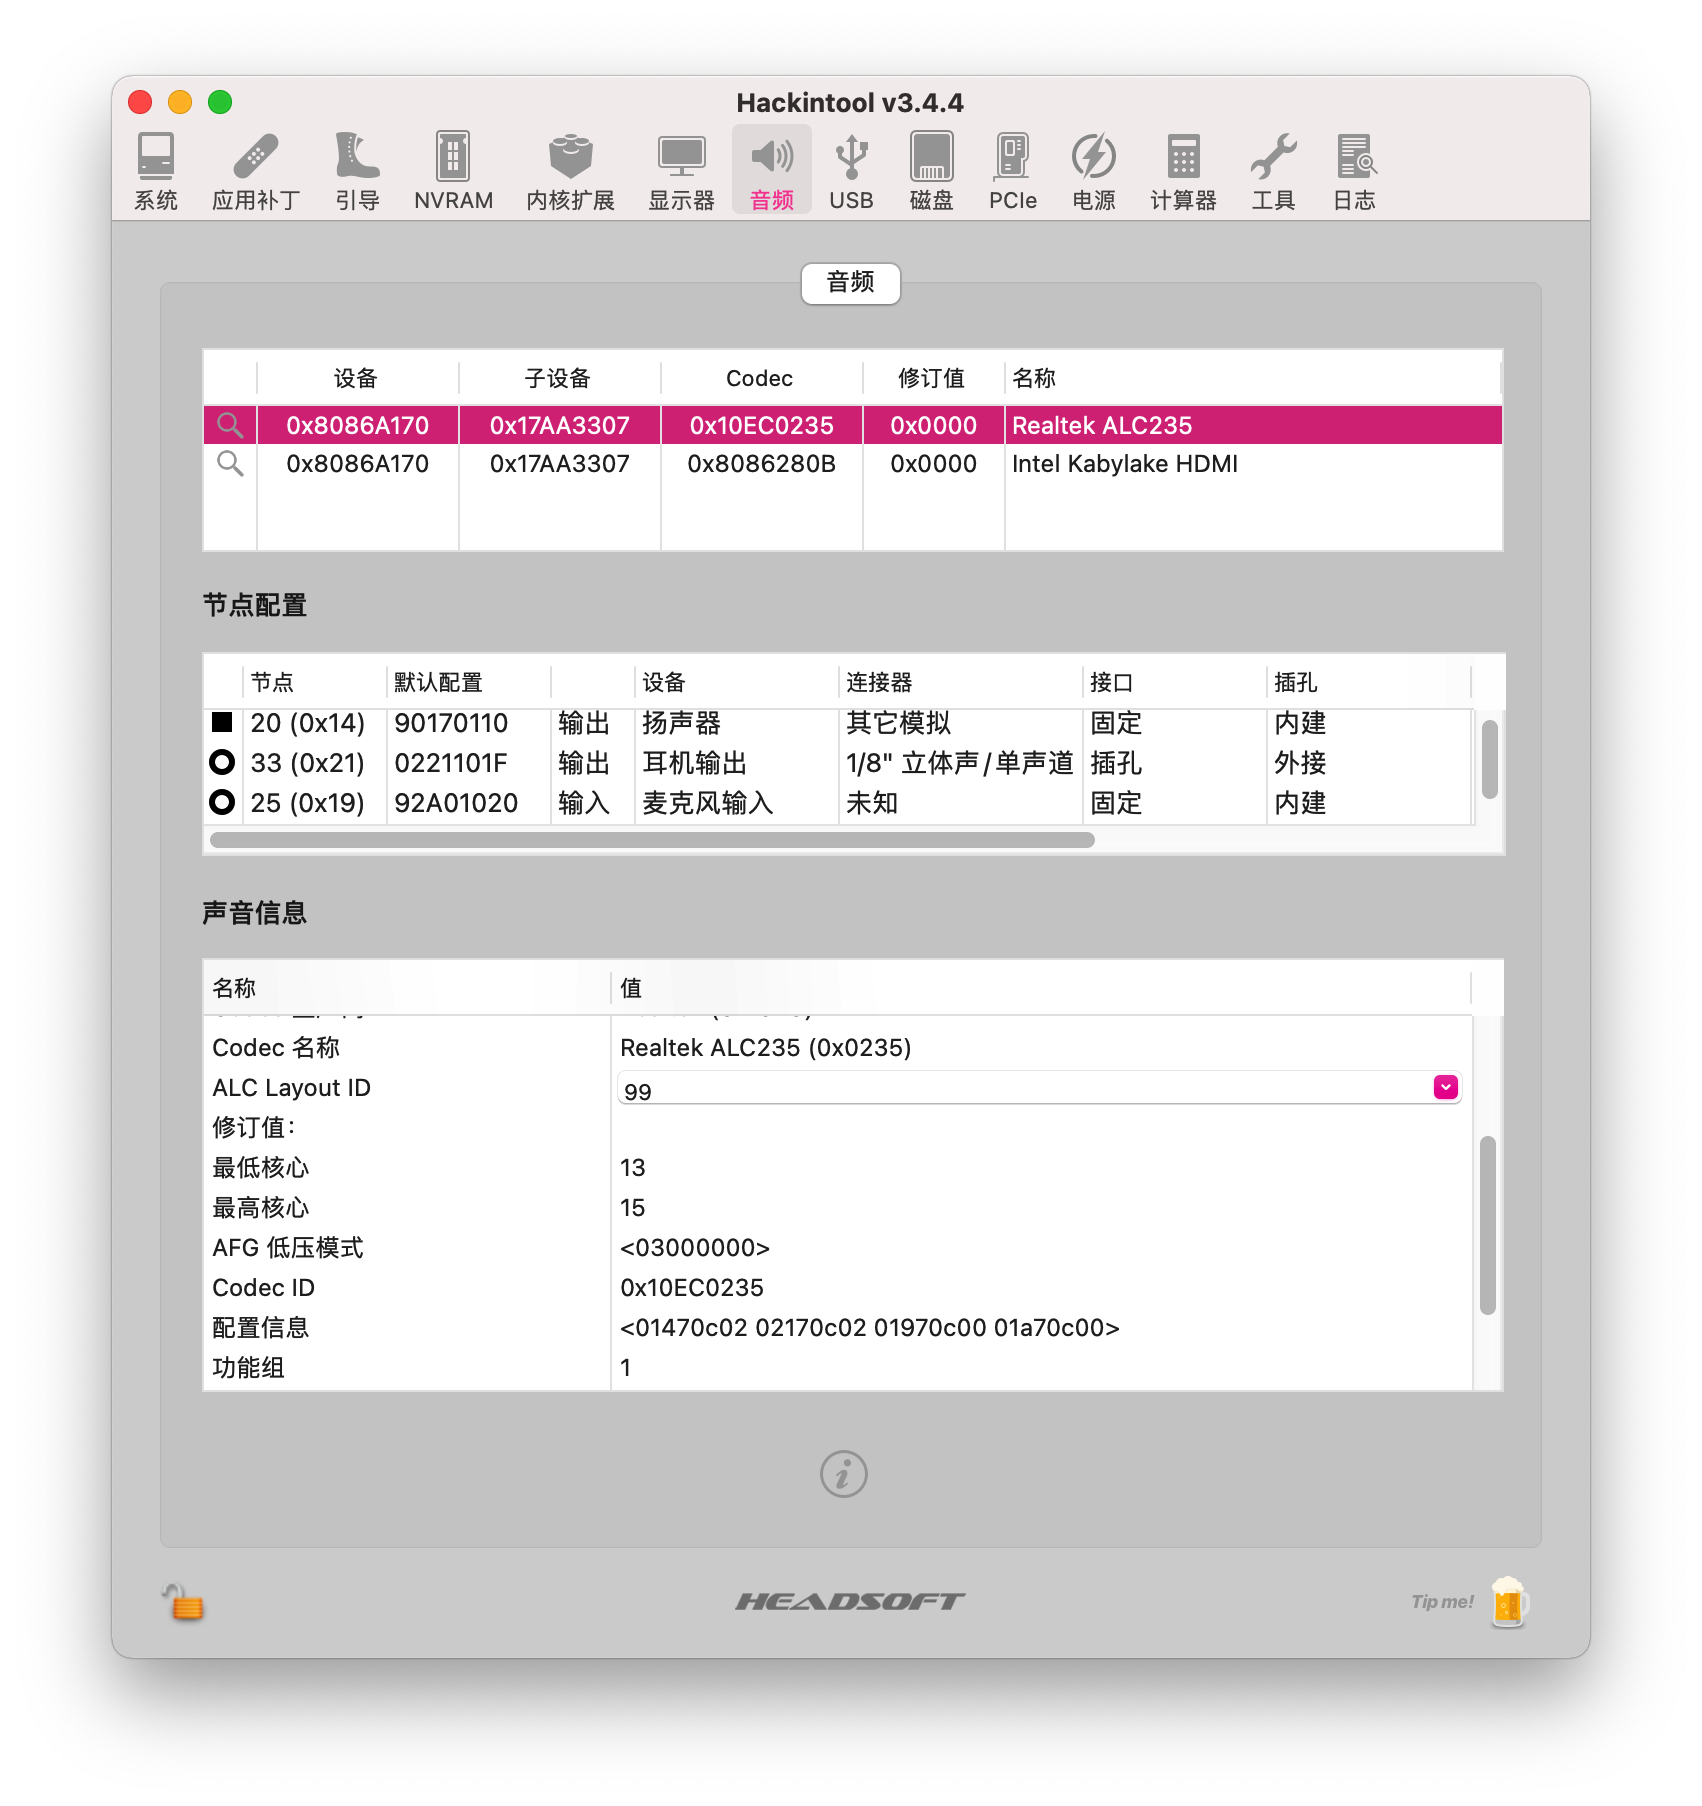 Hackintool v3.4.4
系统 应用补丁 引导 NVRAM 内核扩展 显示器 音频 USB 磁盘 PCIe 电源 计算器 工具 日志
音频
设备 子设备 Codec 修订值 名称
0x8086A170 0x17AA3307 0x10EC0235 0x0000 Realtek ALC235
0x8086A170 0x17AA3307 0x8086280B 0x0000 Intel Kabylake HDMI
节点配置
节点 默认配置 设备 连接器 接口 插孔
20 (0x14) 90170110 输出 扬声器 其它模拟 固定 内建
33 (0x21) 0221101F 输出 耳机输出 1/8" 立体声/单声道 插孔 外接
25 (0x19) 92A01020 输入 麦克风输入 未知 固定 内建
声音信息
名称 值
Codec 名称 Realtek ALC235 (0x0235)
ALC Layout ID 99
修订值:
最低核心 13
最高核心 15
AFG 低压模式 <03000000>
Codec ID 0x10EC0235
配置信息 <01470c02 02170c02 01970c00 01a70c00>
功能组 1
HEADSOFT
Tip me!